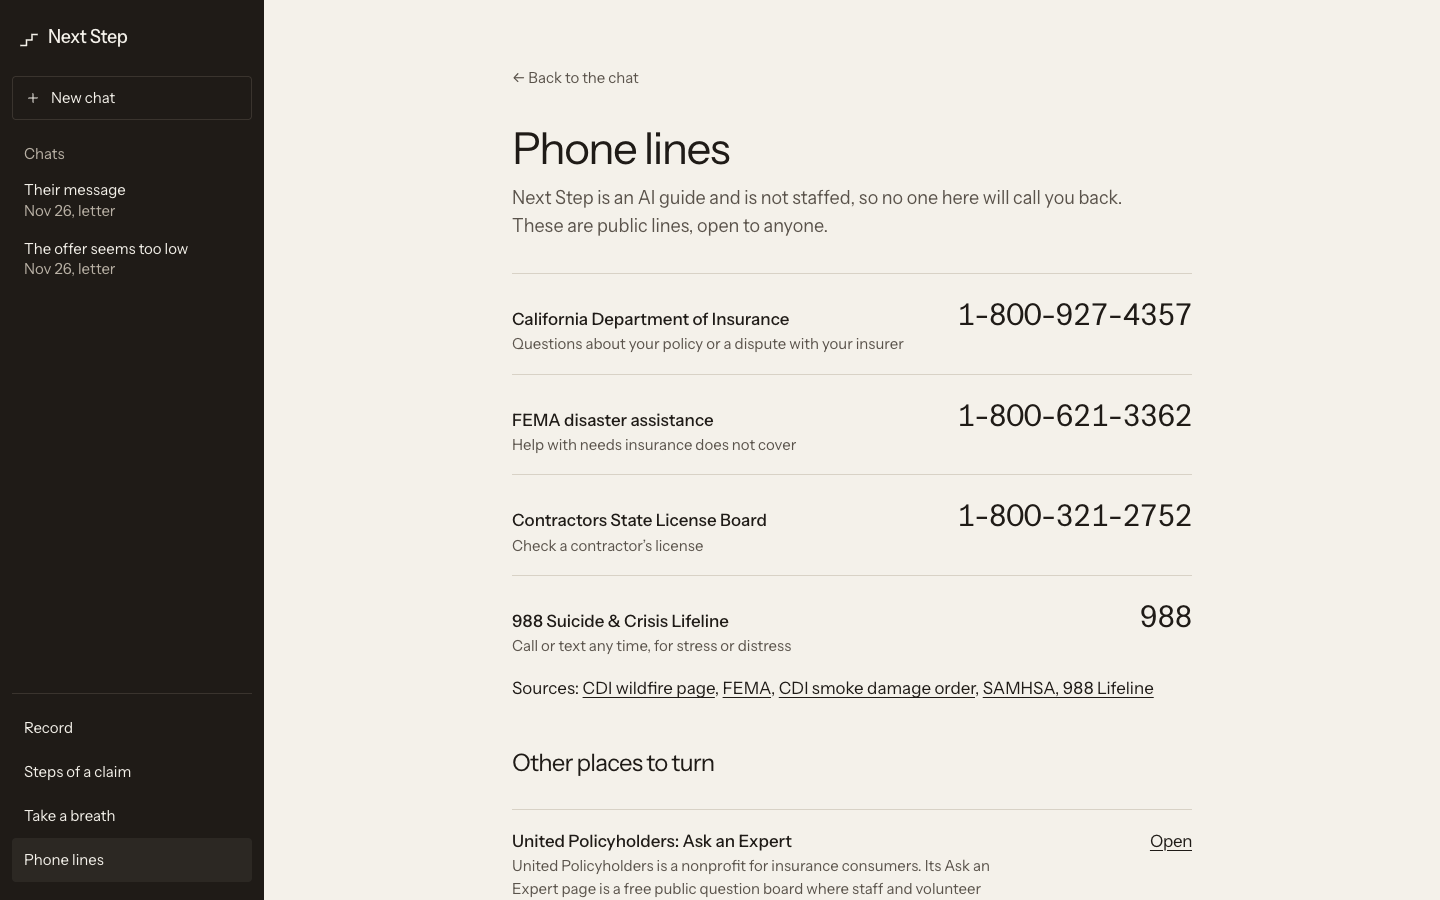 Next Step
+ New chat
Chats
Their message
Nov 26, letter
The offer seems too low
Nov 26, letter
Record
Steps of a claim
Take a breath
Phone lines
← Back to the chat
Phone lines
Next Step is an AI guide and is not staffed, so no one here will call you back.
These are public lines, open to anyone.
California Department of Insurance
1-800-927-4357
Questions about your policy or a dispute with your insurer
FEMA disaster assistance
1-800-621-3362
Help with needs insurance does not cover
Contractors State License Board
1-800-321-2752
Check a contractor’s license
988 Suicide & Crisis Lifeline
988
Call or text any time, for stress or distress
Sources: CDI wildfire page, FEMA, CDI smoke damage order, SAMHSA, 988 Lifeline
Other places to turn
United Policyholders: Ask an Expert
Open
United Policyholders is a nonprofit for insurance consumers. Its Ask an
Expert page is a free public question board where staff and volunteer